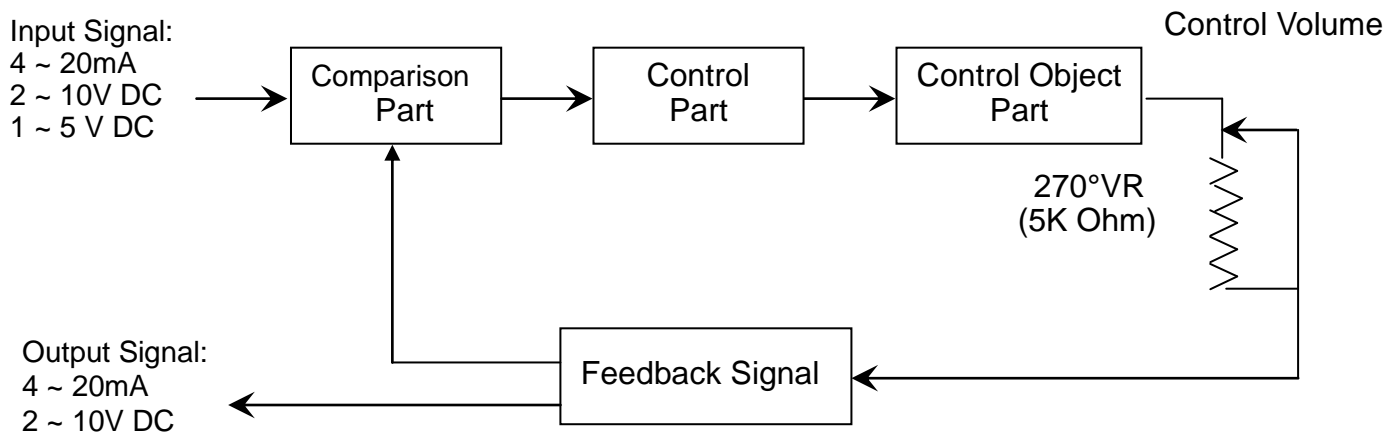 Control Volume
Input Signal:
4 ~ 20mA
2 ~ 10V DC
1 ~ 5 V DC
Comparison
Part
Control
Part
Control Object
Part
270°VR
(5K Ohm)
Feedback Signal
Output Signal:
4 ~ 20mA
2 ~ 10V DC